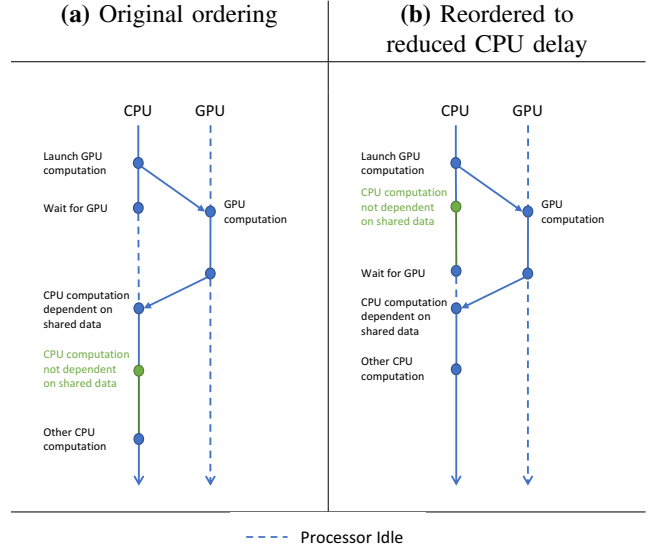 (a) Original ordering
(b) Reordered to
reduced CPU delay
CPU
GPU
Launch GPU
computation
Wait for GPU
GPU
computation
CPU computation
dependent on
shared data
CPU computation
not dependent
on shared data
Other CPU
computation
CPU
GPU
Launch GPU
computation
CPU computation
not dependent
on shared data
GPU
computation
Wait for GPU
CPU computation
dependent on
shared data
Other CPU
computation
Processor Idle